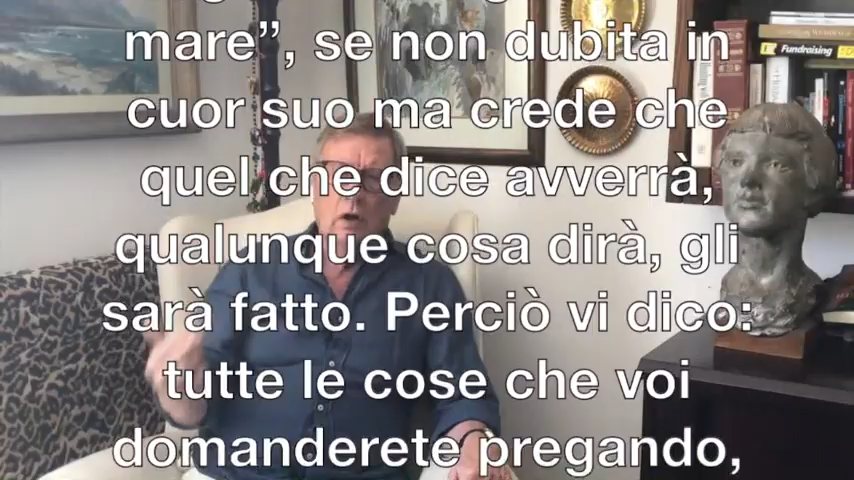 mare”, se non dubita in
cuor suo ma crede che
quel che dice avverrà,
qualunque cosa dirà, gli
sarà fatto. Perciò vi dico:
tutte le cose che voi
domanderete pregando,
Fundraising